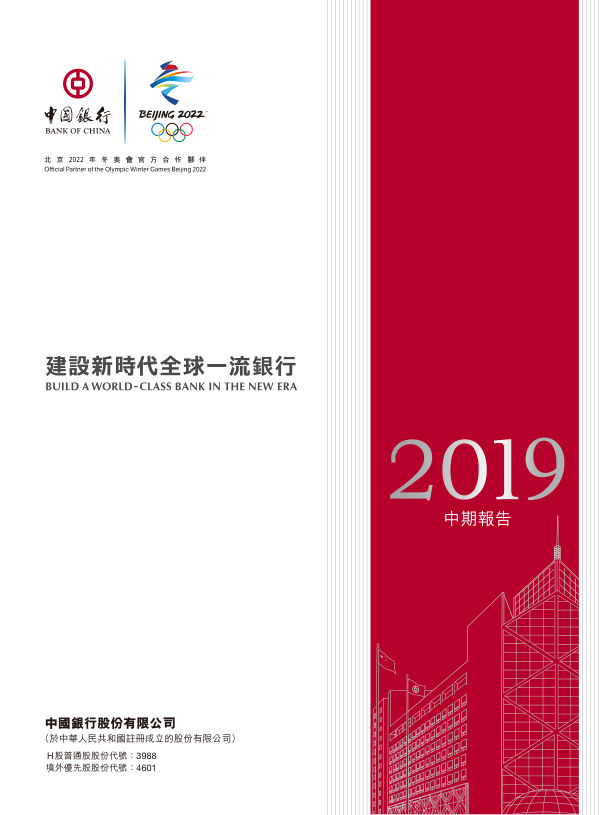 中國銀行
BANK OF CHINA
BEIJING 2022
北京2022年冬奧會官方合作夥伴
Official Partner of the Olympic Winter Games Beijing 2022
建設新時代全球一流銀行
BUILD A WORLD-CLASS BANK IN THE NEW ERA
2019
中期報告
中國銀行股份有限公司
（於中華人民共和國註冊成立的股份有限公司）
H股普通股股份代號：3988
境外優先股股份代號：4601